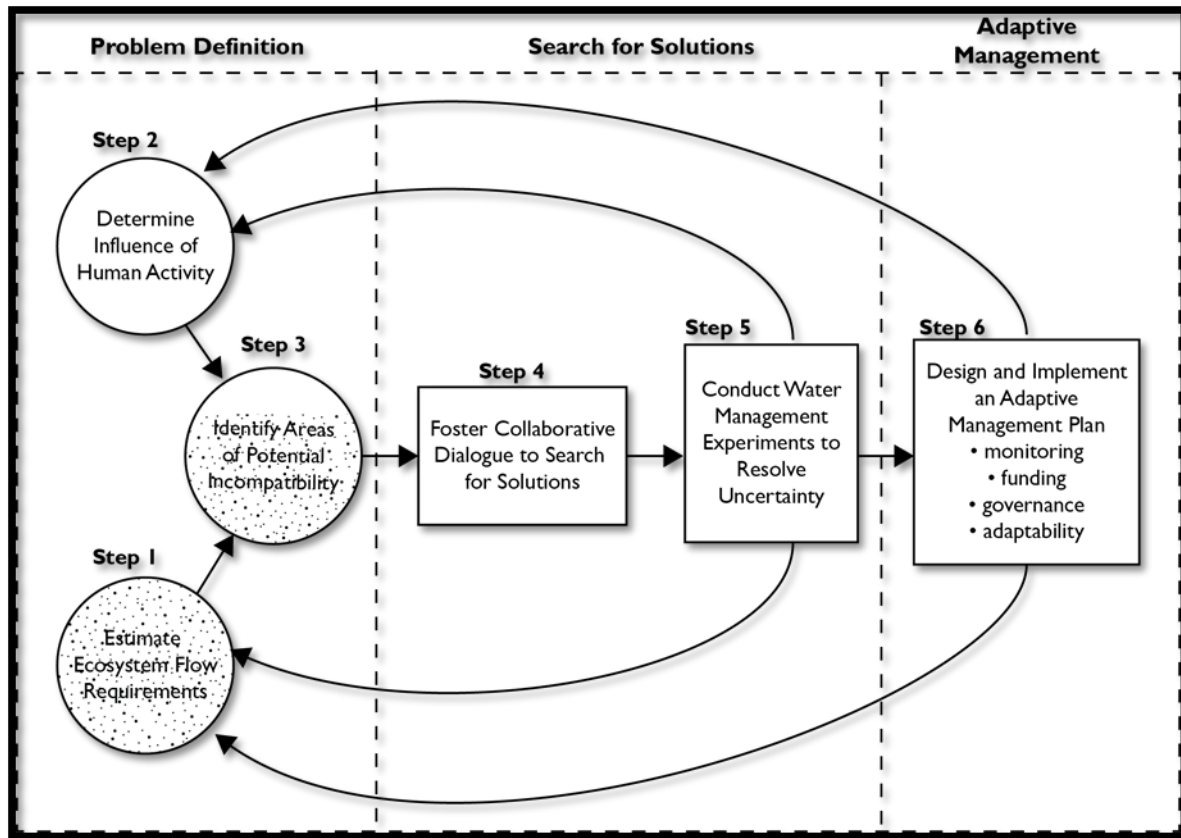 Problem Definition
Search for Solutions
Adaptive
Management
Step 2
Determine
Influence of
Human Activity
Step 3
Identify Areas
of Potential
Incompatibility
Step 1
Estimate
Ecosystem Flow
Requirements
Step 4
Foster Collaborative
Dialogue to Search
for Solutions
Step 5
Conduct Water
Management
Experiments to
Resolve
Uncertainty
Step 6
Design and Implement
an Adaptive
Management Plan
• monitoring
• funding
• governance
• adaptability